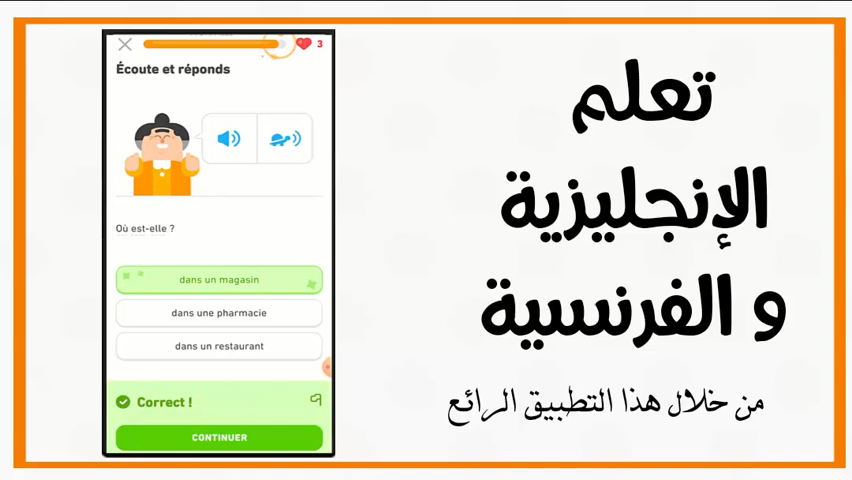 3
Écoute et réponds
Où est-elle ?
dans un magasin
dans une pharmacie
dans un restaurant
Correct !
CONTINUER
تعلم
الإنجليزية
و الفرنسية
من خلال هذا التطبيق الرائع